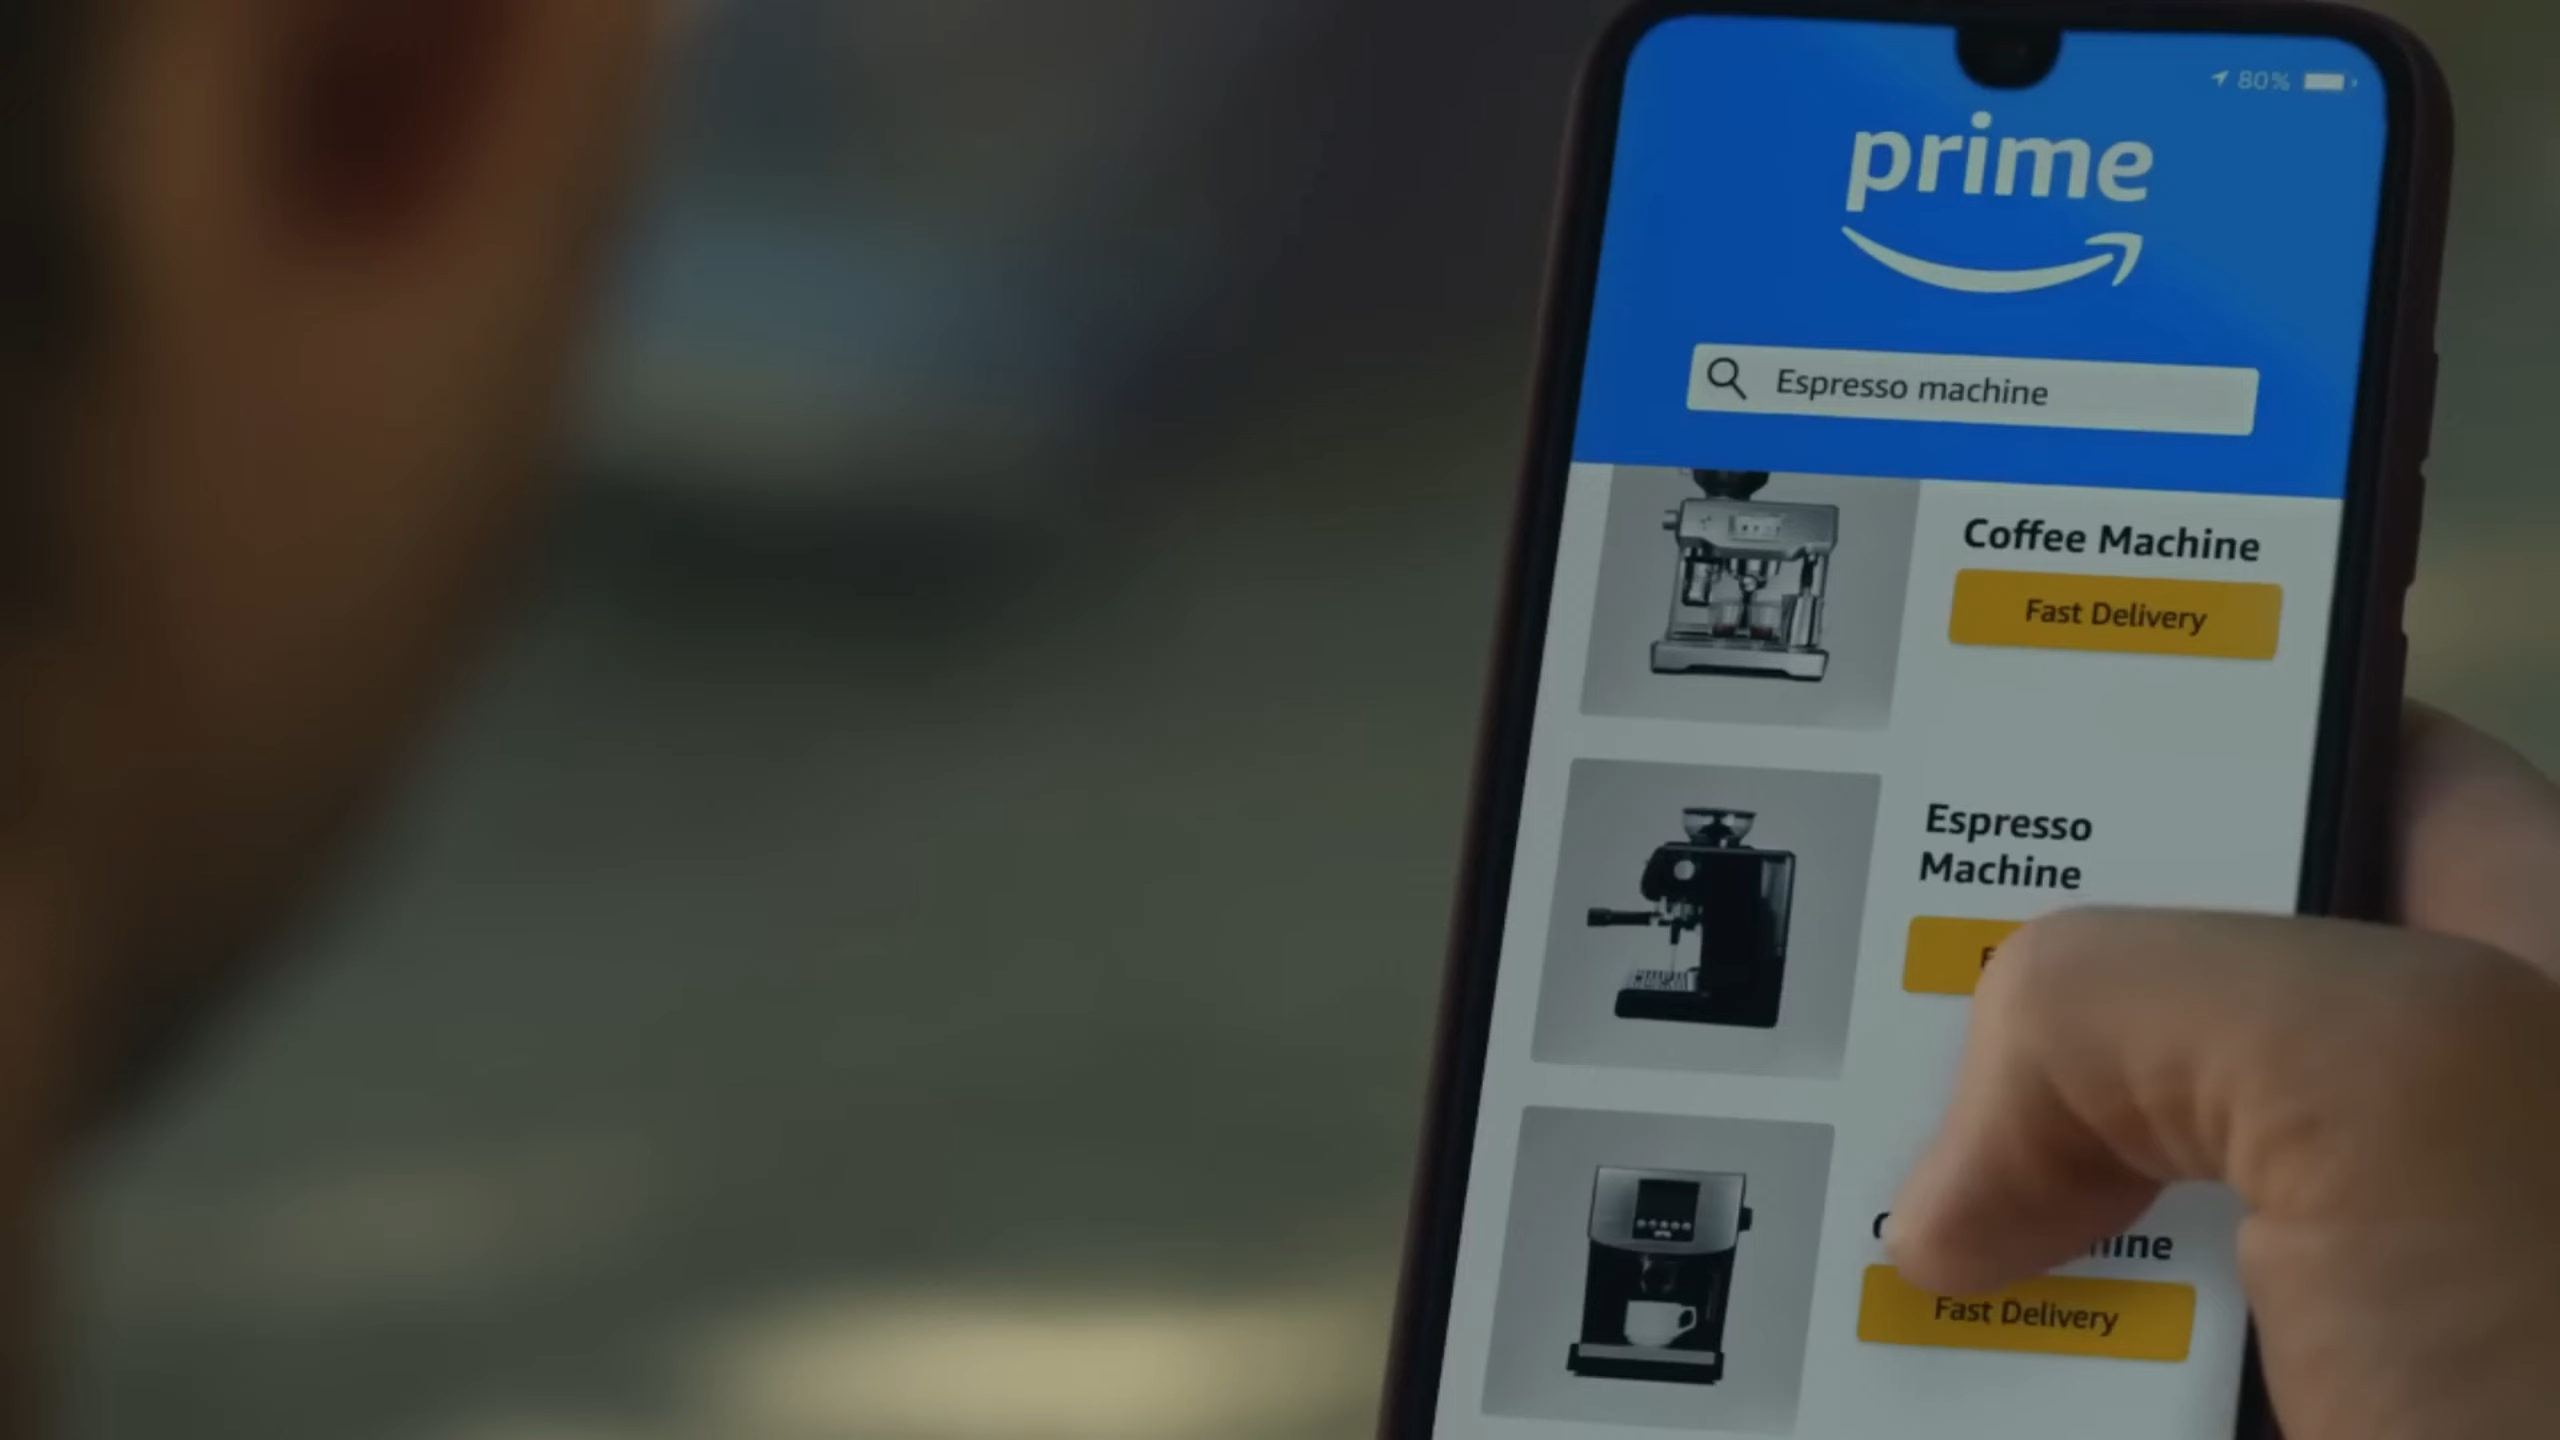 80%
prime
Espresso machine
Coffee Machine
Fast Delivery
Espresso
Machine
Fast Delivery